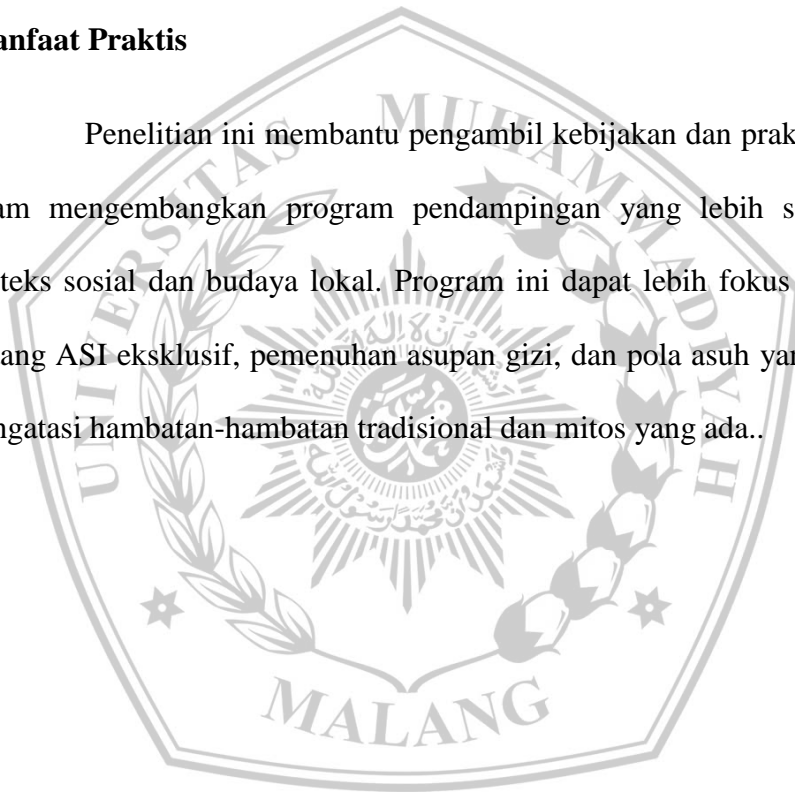 anfaat Praktis
Penelitian ini membantu pengambil kebijakan dan prak
am mengembangkan program pendampingan yang lebih s
teks sosial dan budaya lokal. Program ini dapat lebih fokus
ang ASI eksklusif, pemenuhan asupan gizi, dan pola asuh yan
ngatasi hambatan-hambatan tradisional dan mitos yang ada..
UNIVERSITAS MUHAMMADIYAH
MALANG